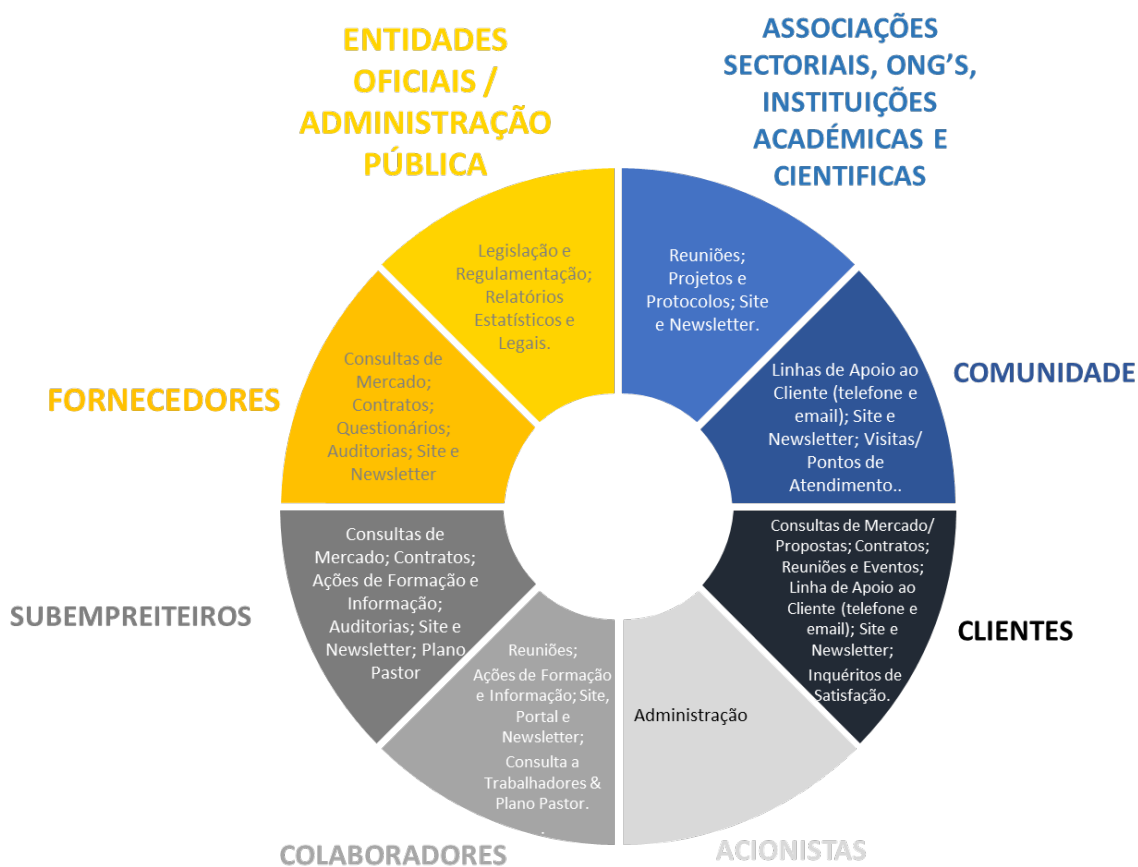 ENTIDADES
OFICIAIS /
ADMINISTRAÇÃO
PÚBLICA
ASSOCIAÇÕES
SECTORIAIS, ONG'S,
INSTITUIÇÕES
ACADÉMICAS E
CIENTIFICAS
Legislação e
Regulamentação;
Relatórios
Estatísticos e
Legais.
Reuniões;
Projetos e
Protocolos; Site
e Newsletter.
FORNECEDORES
Consultas de
Mercado;
Contratos;
Questionários;
Auditorias; Site e
Newsletter
Linhas de Apoio ao
Cliente (telefone e
email); Site e
Newsletter; Visitas/
Pontos de
Atendimento..
COMUNIDADE
SUBEMPREITEIROS
Consultas de
Mercado; Contratos;
Ações de Formação e
Informação;
Auditorias; Site e
Newsletter; Plano
Pastor
Consultas de Mercado/
Propostas; Contratos;
Reuniões e Eventos;
Linha de Apoio ao
Cliente (telefone e
email); Site e
Newsletter;
Inquéritos de
Satisfação.
CLIENTES
Reuniões;
Ações de Formação
e Informação; Site,
Portal e
Newsletter;
Consulta a
Trabalhadores &
Plano Pastor.
.
Administração
COLABORADORES
ACIONISTAS